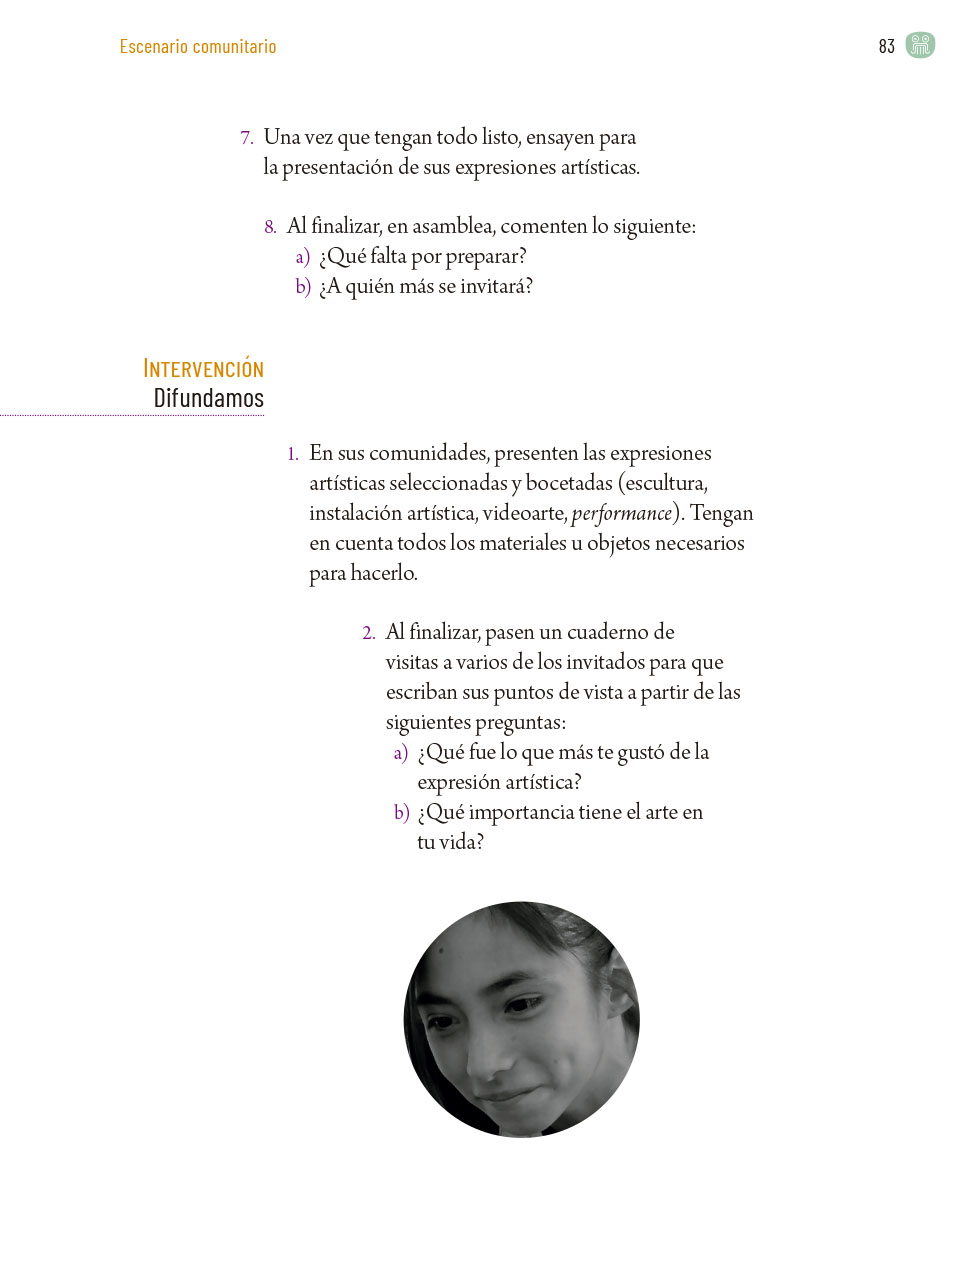 Escenario comunitario
83
7. Una vez que tengan todo listo, ensayen para
la presentación de sus expresiones artísticas.
8. Al finalizar, en asamblea, comenten lo siguiente:
a) ¿Qué falta por preparar?
b) ¿A quién más se invitará?
INTERVENCIÓN
Difundamos
1. En sus comunidades, presenten las expresiones
artísticas seleccionadas y bocetadas (escultura,
instalación artística, videoarte, performance). Tengan
en cuenta todos los materiales u objetos necesarios
para hacerlo.
2. Al finalizar, pasen un cuaderno de
visitas a varios de los invitados para que
escriban sus puntos de vista a partir de las
siguientes preguntas:
a) ¿Qué fue lo que más te gustó de la
expresión artística?
b) ¿Qué importancia tiene el arte en
tu vida?